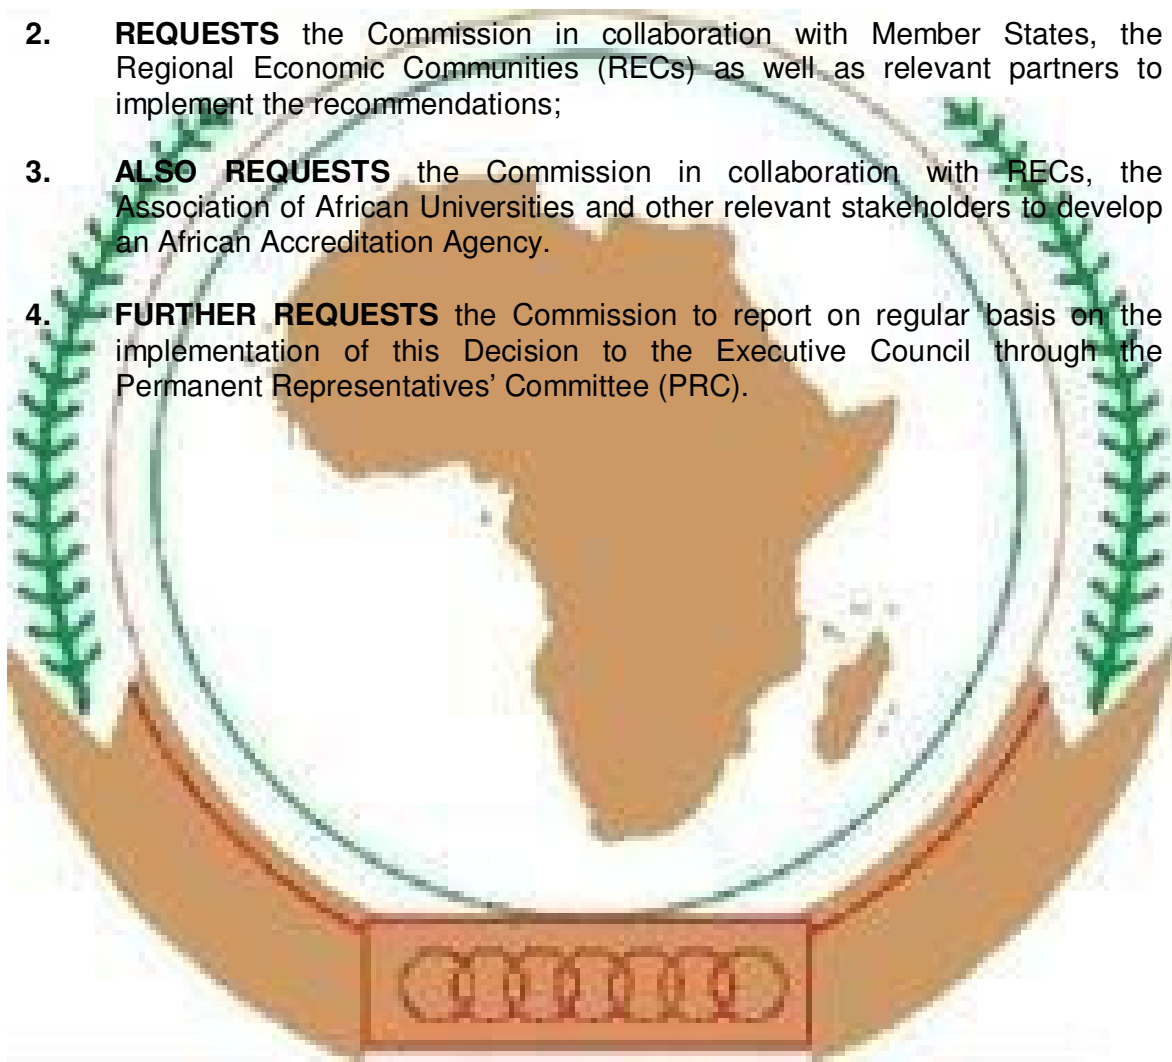 2. REQUESTS the Commission in collaboration with Member States, the
Regional Economic Communities (RECs) as well as relevant partners to
implement the recommendations;
3. ALSO REQUESTS the Commission in collaboration with RECs, the
Association of African Universities and other relevant stakeholders to develop
an African Accreditation Agency.
4. FURTHER REQUESTS the Commission to report on regular basis on the
implementation of this Decision to the Executive Council through the
Permanent Representatives’ Committee (PRC).